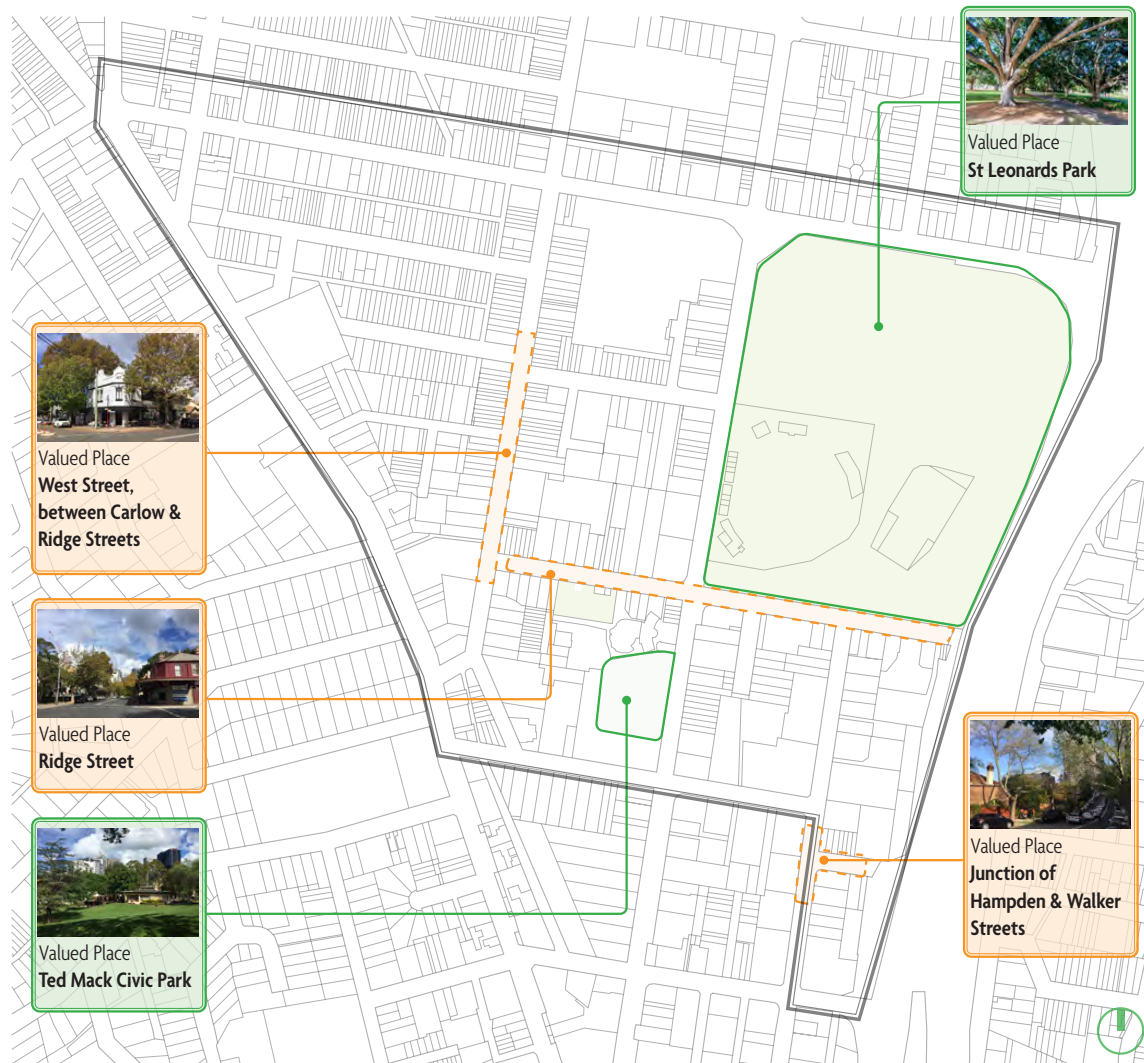 Valued Place
St Leonards Park
Valued Place
West Street,
between Carlow &
Ridge Streets
Valued Place
Ridge Street
Valued Place
Junction of
Hampden & Walker
Streets
Valued Place
Ted Mack Civic Park